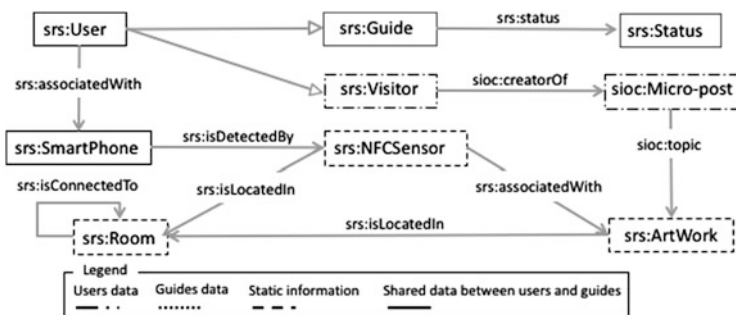 srs:User
srs:Guide
srs:status
srs:Status
srs:associatedWith
srs:Visitor
sioc:creatorOf
sioc:Micro-post
srs:SmartPhone
srs:isDetectedBy
srs:NFCSensor
sioc:topic
srs:isConnectedTo
srs:isLocatedIn
srs:associatedWith
srs:Room
srs:isLocatedIn
srs:ArtWork
Legend
Users data Guides data Static information Shared data between users and guides